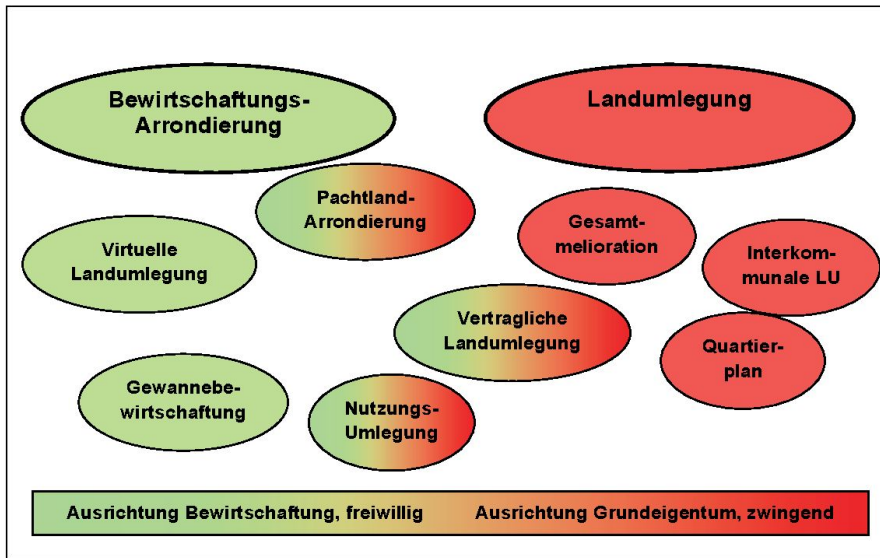 Bewirtschaftungs-
Arrondierung
Landumlegung
Pachtland-
Arrondierung
Gesamt-
melioration
Virtuelle
Landumlegung
Interkom-
munale LU
Vertragliche
Landumlegung
Quartier-
plan
Gewannebe-
wirtschaftung
Nutzungs-
Umlegung
Ausrichtung Bewirtschaftung, freiwillig Ausrichtung Grundeigentum, zwingend